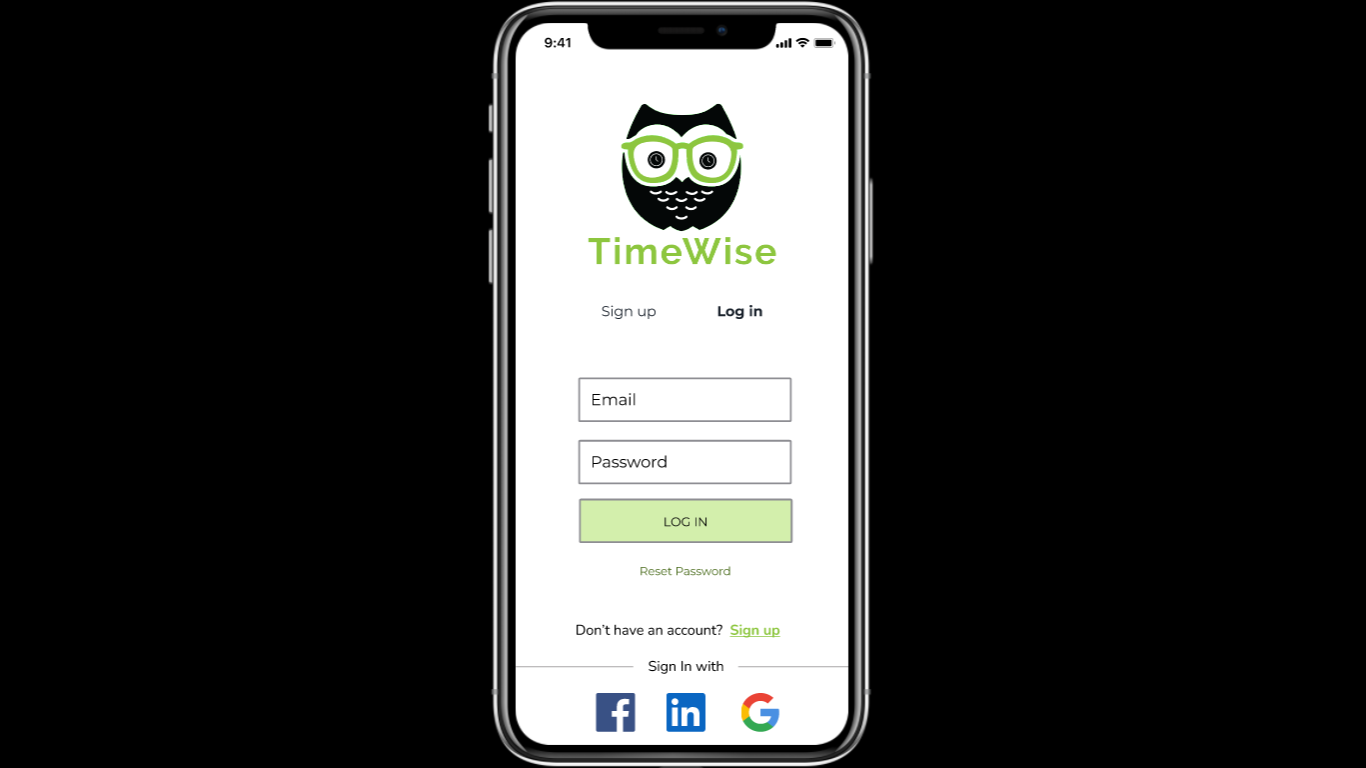 9:41
TimeWise
Sign up Log in
Email
Password
LOG IN
Reset Password
Don't have an account? Sign up
Sign In with
f in G